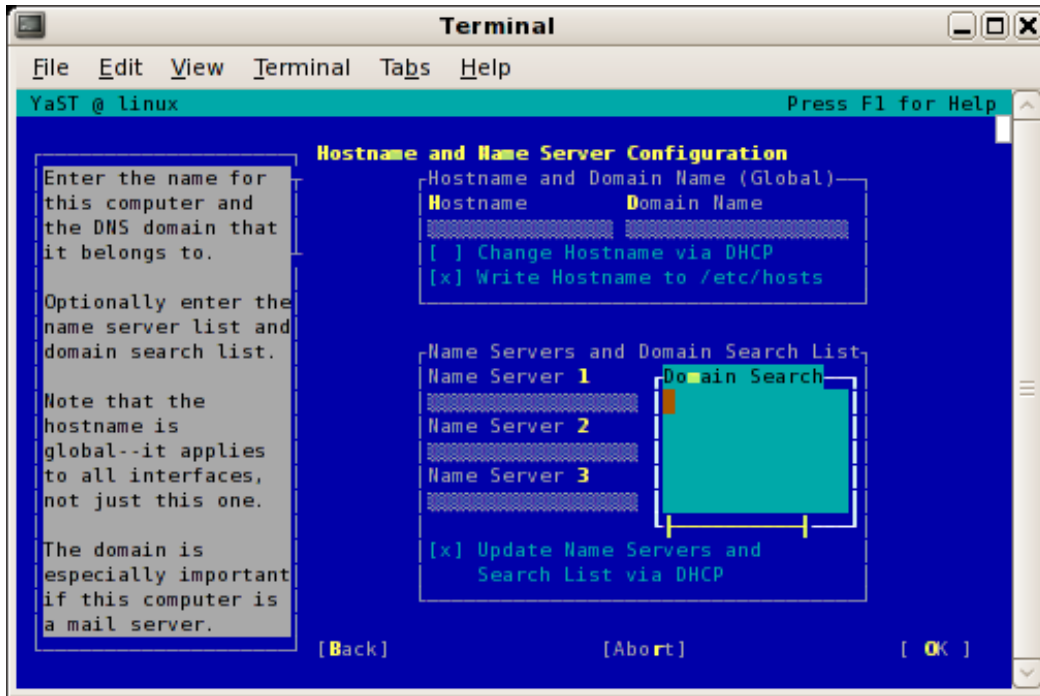 Terminal
File Edit View Terminal Tabs Help
YaST @ linux Press F1 for Help
Hostname and Name Server Configuration
Enter the name for
this computer and
the DNS domain that
it belongs to.
Optionally enter the
name server list and
domain search list.
Note that the
hostname is
global--it applies
to all interfaces,
not just this one.
The domain is
especially important
if this computer is
a mail server.
Hostname and Domain Name (Global)
Hostname Domain Name
[ ] Change Hostname via DHCP
[x] Write Hostname to /etc/hosts
Name Servers and Domain Search List
Name Server 1
Name Server 2
Name Server 3
Domain Search
[x] Update Name Servers and
Search List via DHCP
[Back] [Abort] [ OK ]